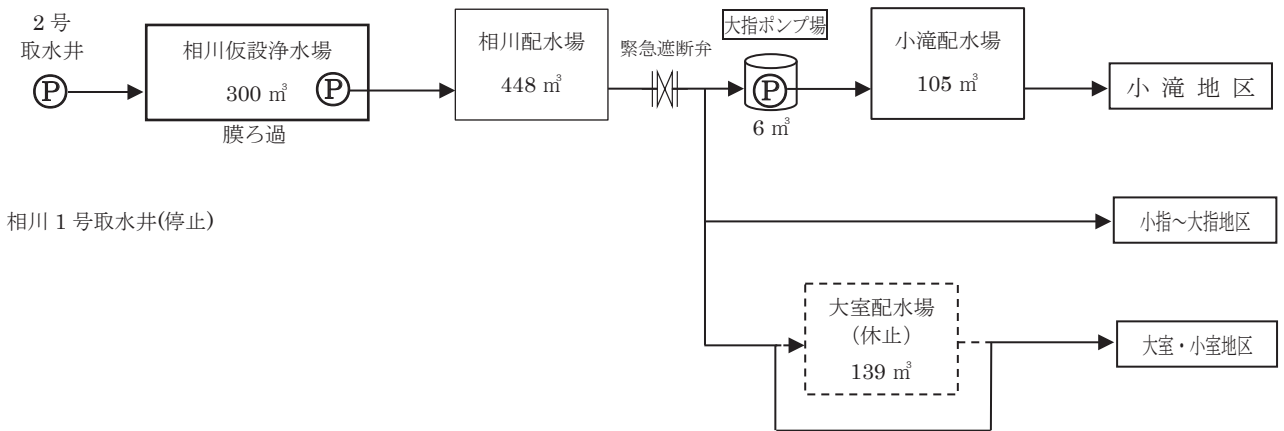 2 号
取水井
Ⓟ
相川仮設浄水場
300 ㎥
Ⓟ
膜ろ過
相川配水場
448 ㎥
緊急遮断弁
大指ポンプ場
Ⓟ
6 ㎥
小滝配水場
105 ㎥
小 滝 地 区
相川 1 号取水井(停止)
小指～大指地区
大室配水場
（休止）
139 ㎥
大室・小室地区